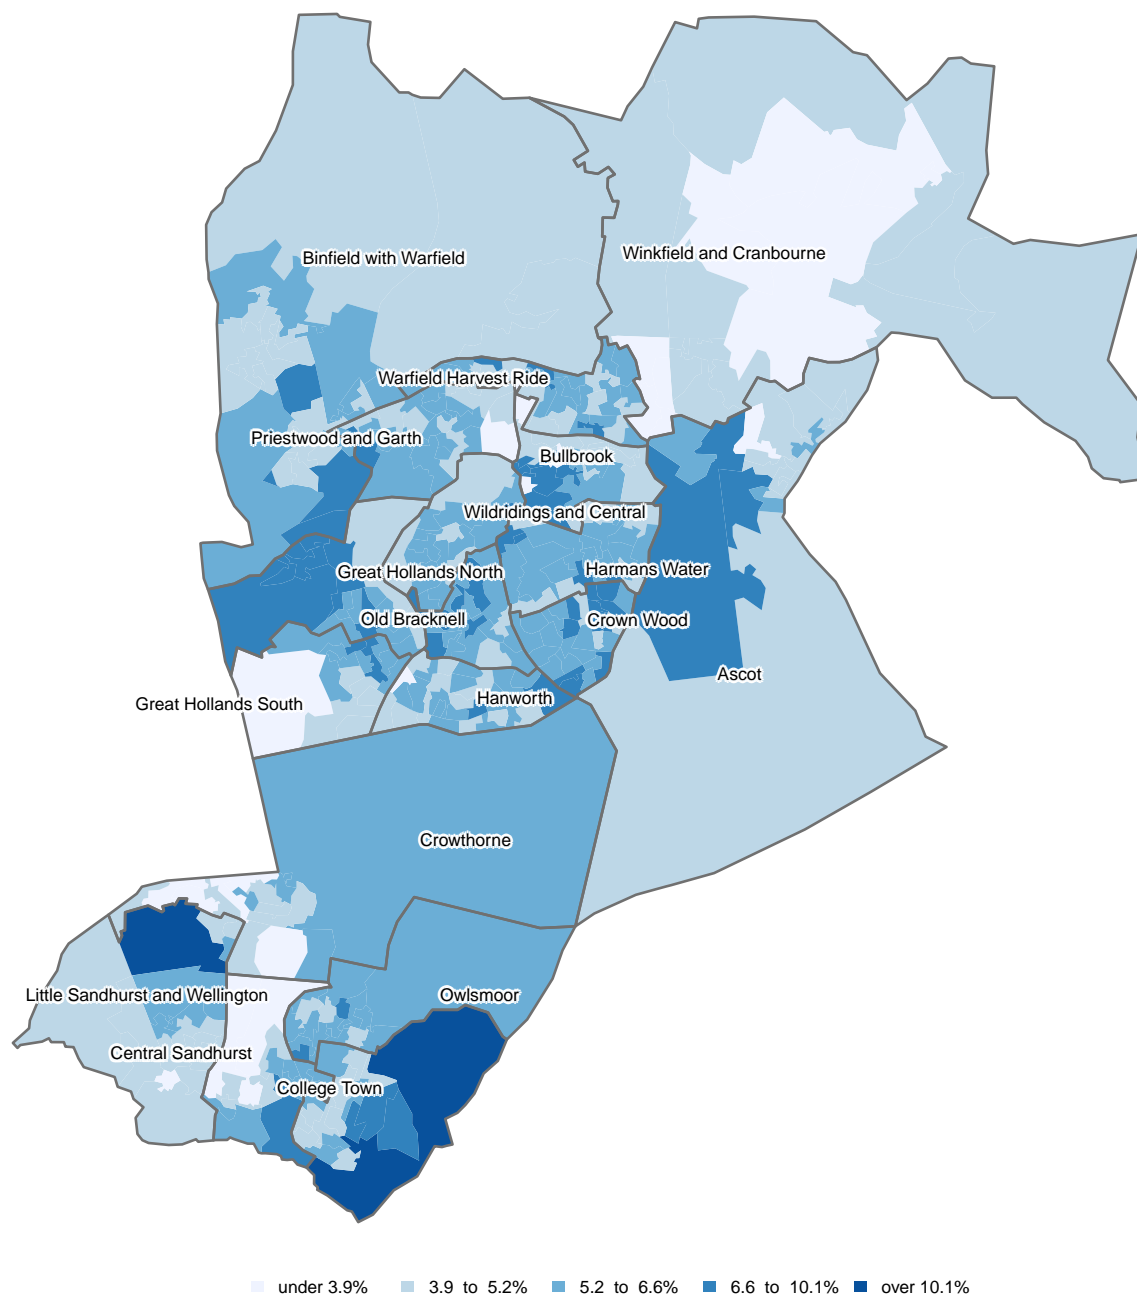 Binfield with Warfield
Winkfield and Cranbourne
Warfield Harvest Ride
Priestwood and Garth
Bullbrook
Wildridings and Central
Great Hollands North
Harmans Water
Old Bracknell
Crown Wood
Ascot
Great Hollands South
Hanworth
Crowthorne
Little Sandhurst and Wellington
Owlsmoor
Central Sandhurst
College Town
under 3.9% 3.9 to 5.2% 5.2 to 6.6% 6.6 to 10.1% over 10.1%